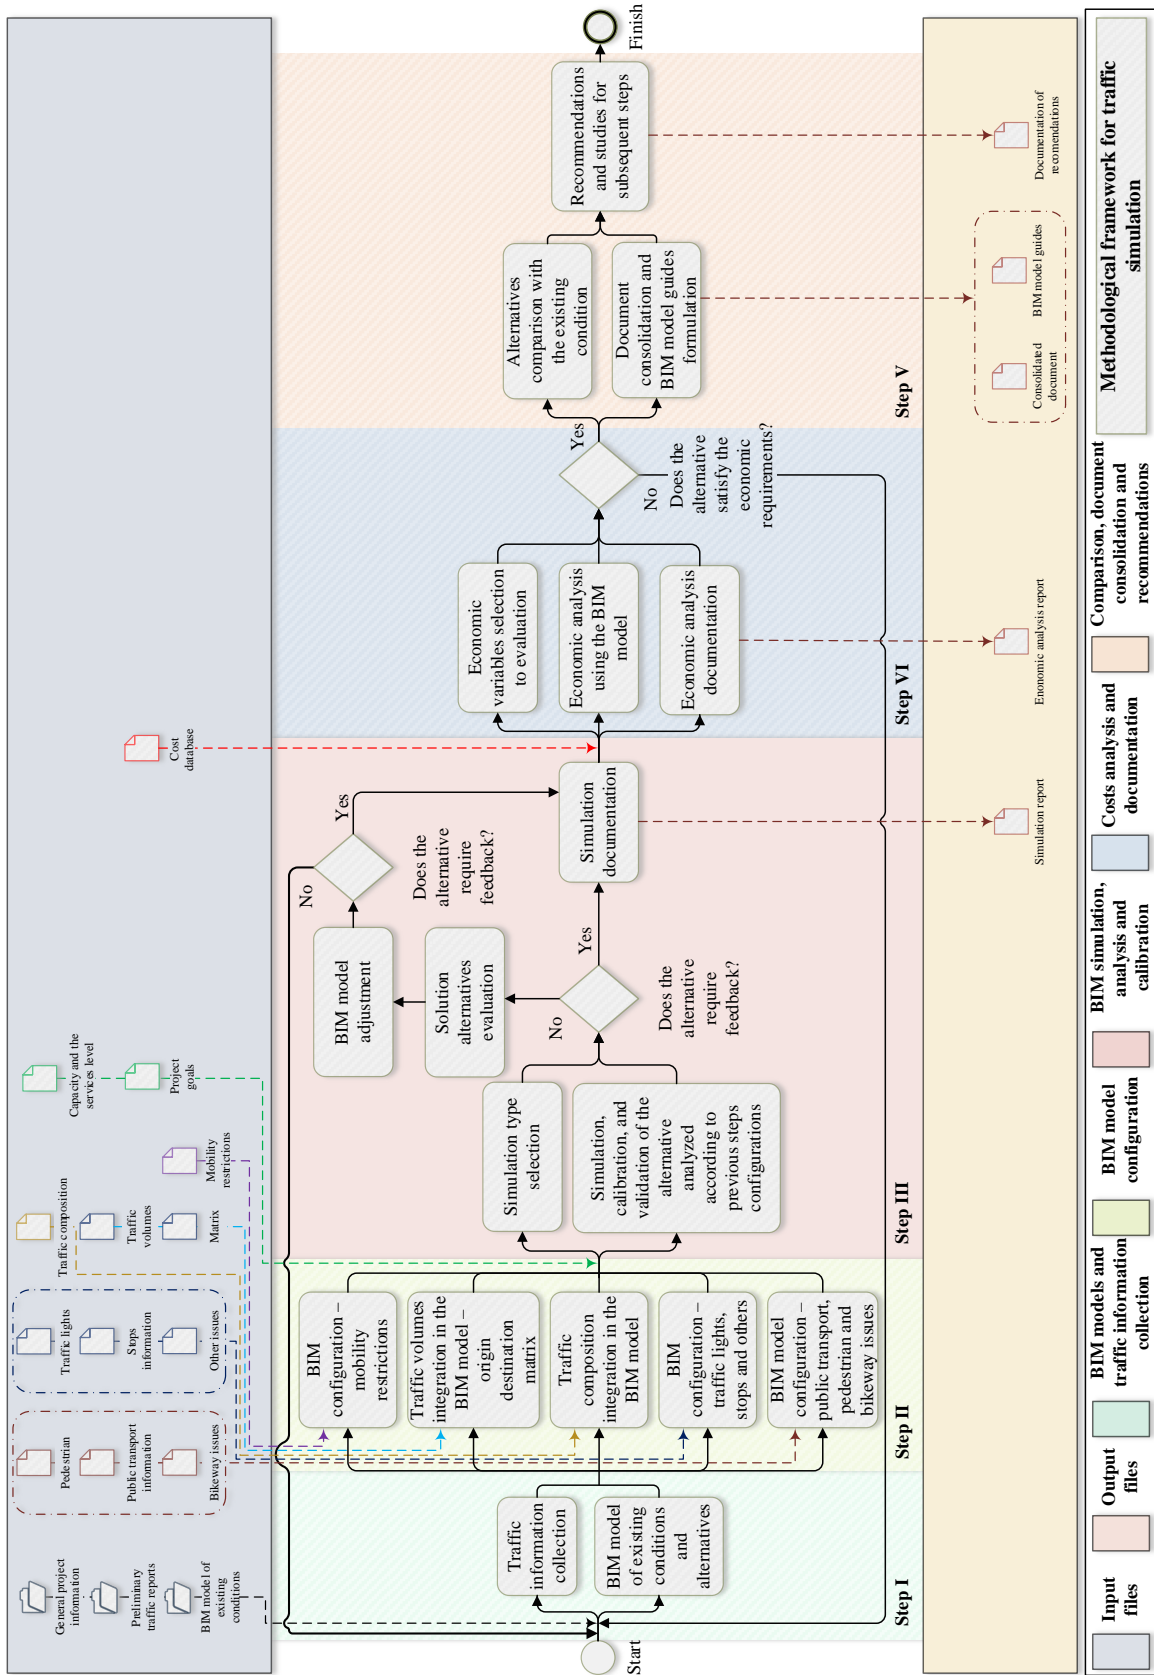 General project
information
Preliminary
traffic reports
BIM model of
existing
conditions
Pedestrian
Public transport
information
Bikeway issues
Traffic lights
Stops
information
Other issues
Traffic composition
Traffic
volumes
Matrix
Mobility
restrictions
Capacity and the
services level
Project
goals
Cost
database
Start
Traffic
information
collection
BIM model
of existing
conditions
and
alternatives
Step I
BIM
configuration –
mobility
restrictions
Traffic volumes
integration in the
BIM model –
origin
destination
matrix
Traffic
composition
integration in the
BIM model
BIM
configuration –
traffic lights,
stops and others
BIM model
configuration –
public transport,
pedestrian and
bikeway issues
Step II
Simulation type
selection
Simulation,
calibration, and
validation of the
alternative
analyzed
according to
previous steps
configurations
Step III
BIM model
adjustment
Solution
alternatives
evaluation
No
Yes
Does the
alternative
require
feedback?
No
Yes
Does the
alternative
require
feedback?
Simulation
documentation
Economic
variables selection
to evaluation
Economic analysis
using the BIM
model
Economic analysis
documentation
Step VI
Yes
No
Does the
alternative
satisfy the
economic
requirements?
Alternatives
comparison with
the existing
condition
Document
consolidation and
BIM model guides
formulation
Step V
Recommendations
and studies for
subsequent steps
Finish
Simulation report
Enonomic analysis report
Consolidated
document
BIM model guides
Documentation of
recomendations
Input
files
Output
files
BIM models and
traffic information
collection
BIM model
configuration
BIM simulation,
analysis and
calibration
Costs analysis and
documentation
Comparison, document
consolidation and
recommendations
Methodological framework for traffic
simulation